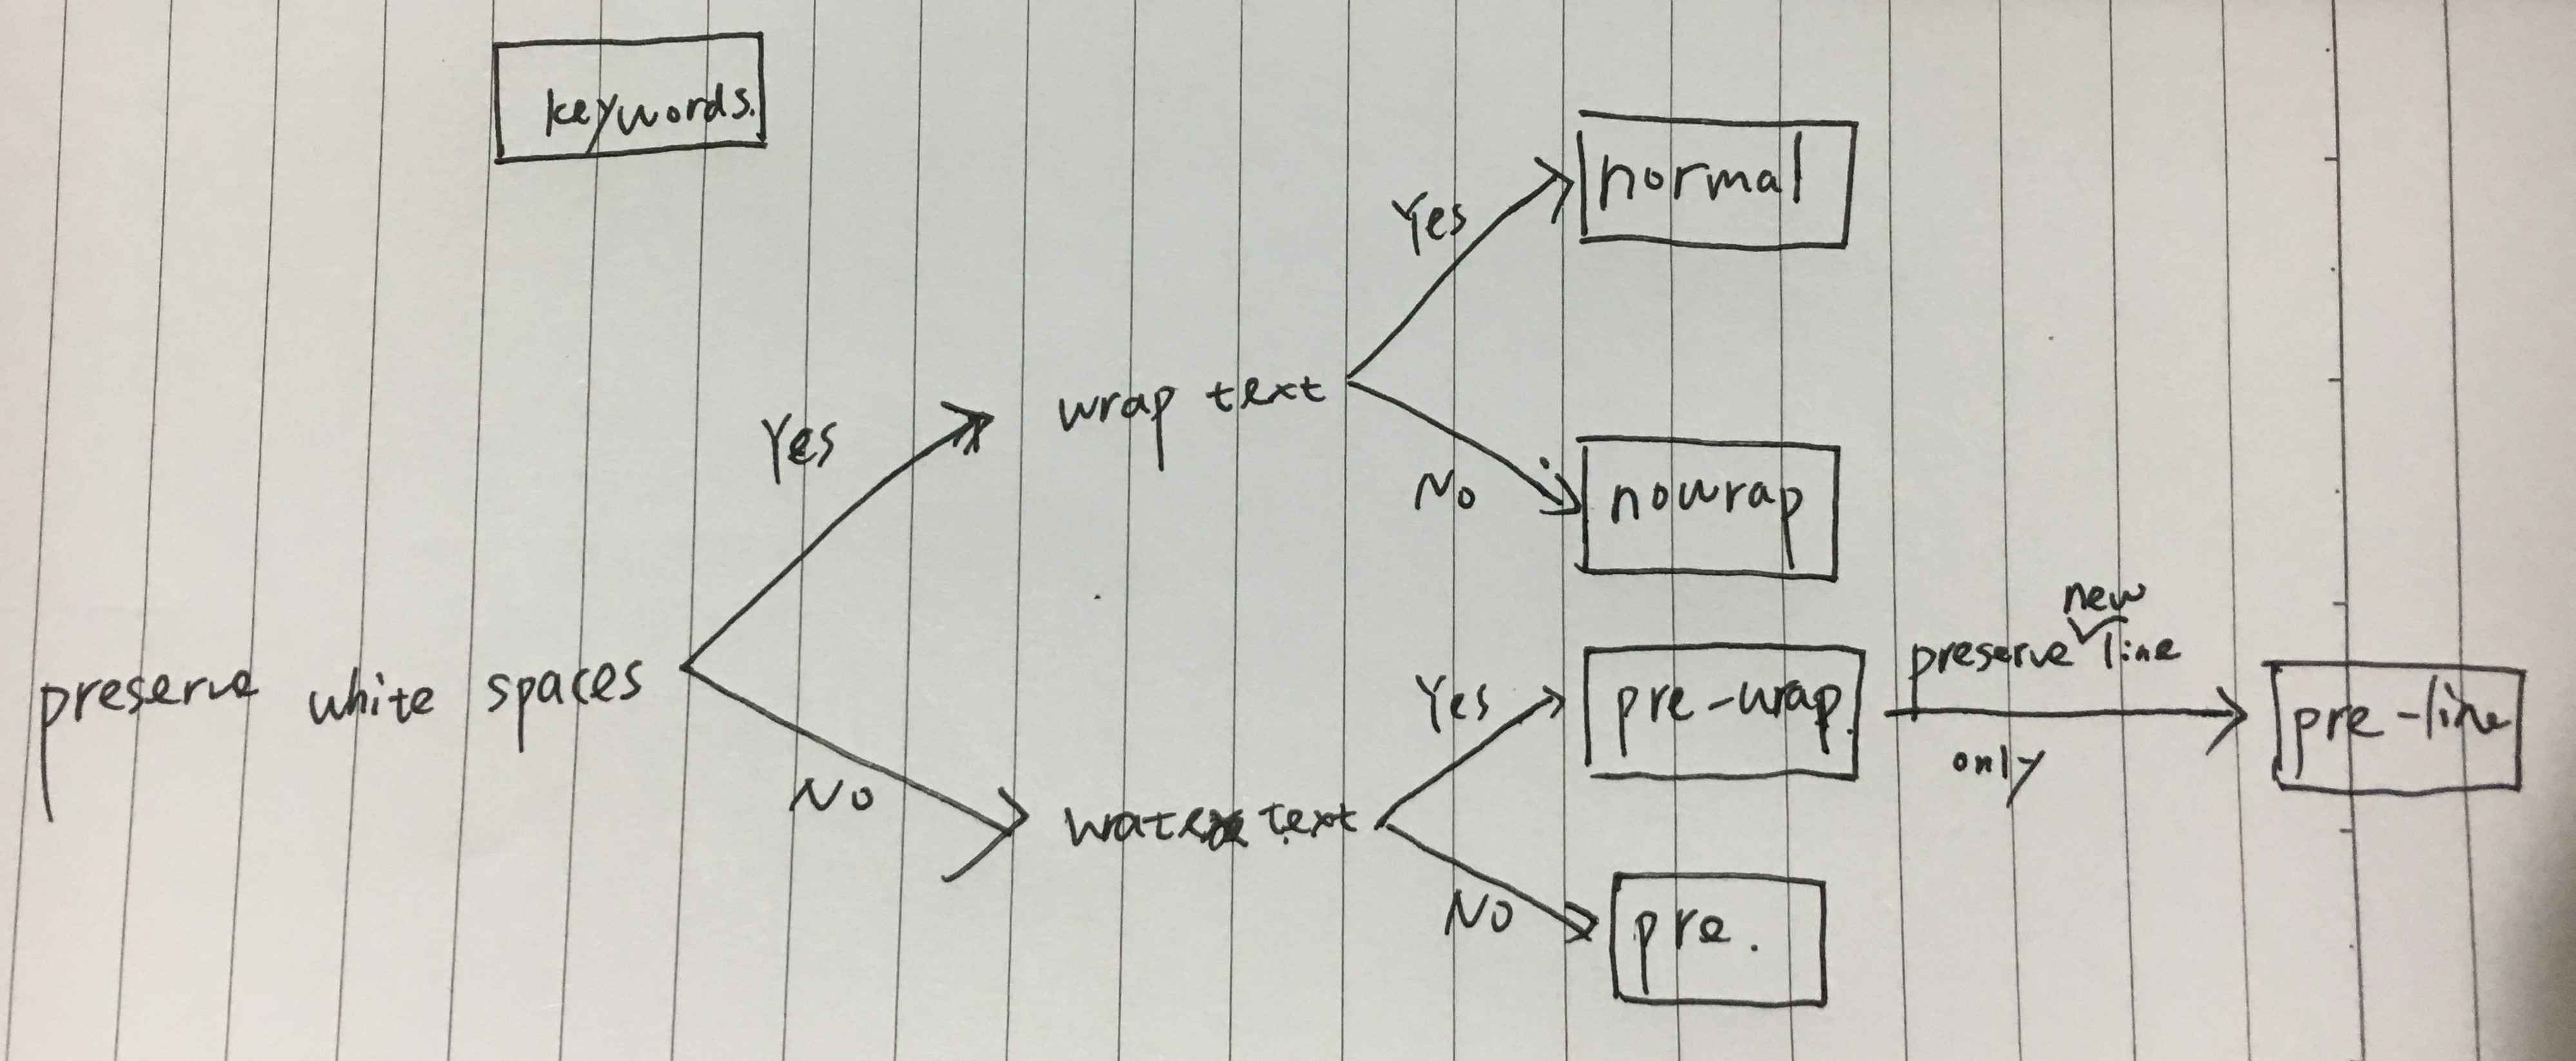 keywords.
preserve white spaces
Yes
wrap text
Yes
normal
No
nowrap
No
text
Yes
pre-wrap.
preserve new line
only
pre-line
No
pre.